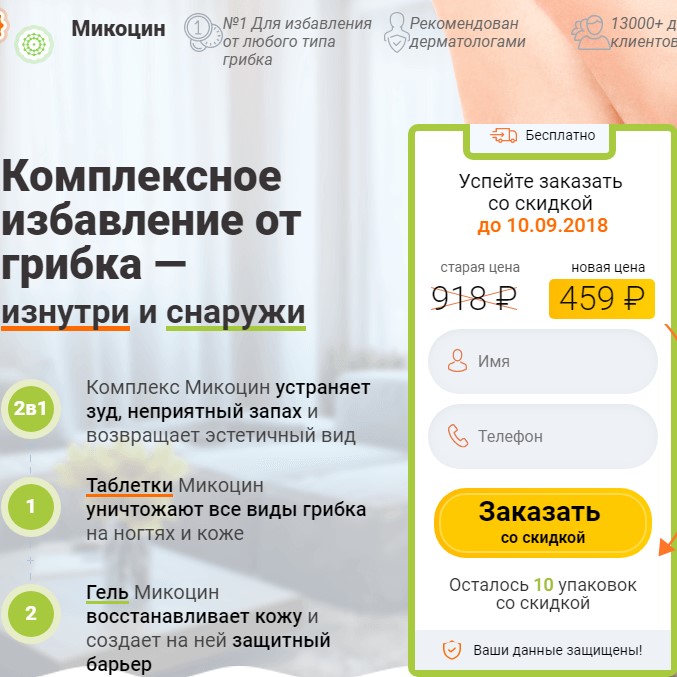 Микоцин
№1 Для избавления
от любого типа
грибка
Рекомендован
дерматологами
13000+
клиентов
Комплексное
избавление от
грибка —
изнутри и снаружи
2в1
Комплекс Микоцин устраняет
зуд, неприятный запах и
возвращает эстетичный вид
1
Таблетки Микоцин
уничтожают все виды грибка
на ногтях и коже
2
Гель Микоцин
восстанавливает кожу и
создает на ней защитный
барьер
Бесплатно
Успейте заказать
со скидкой
до 10.09.2018
старая цена
новая цена
918 ₽
459 ₽
Имя
Телефон
Заказать
со скидкой
Осталось 10 упаковок
со скидкой
Ваши данные защищены!